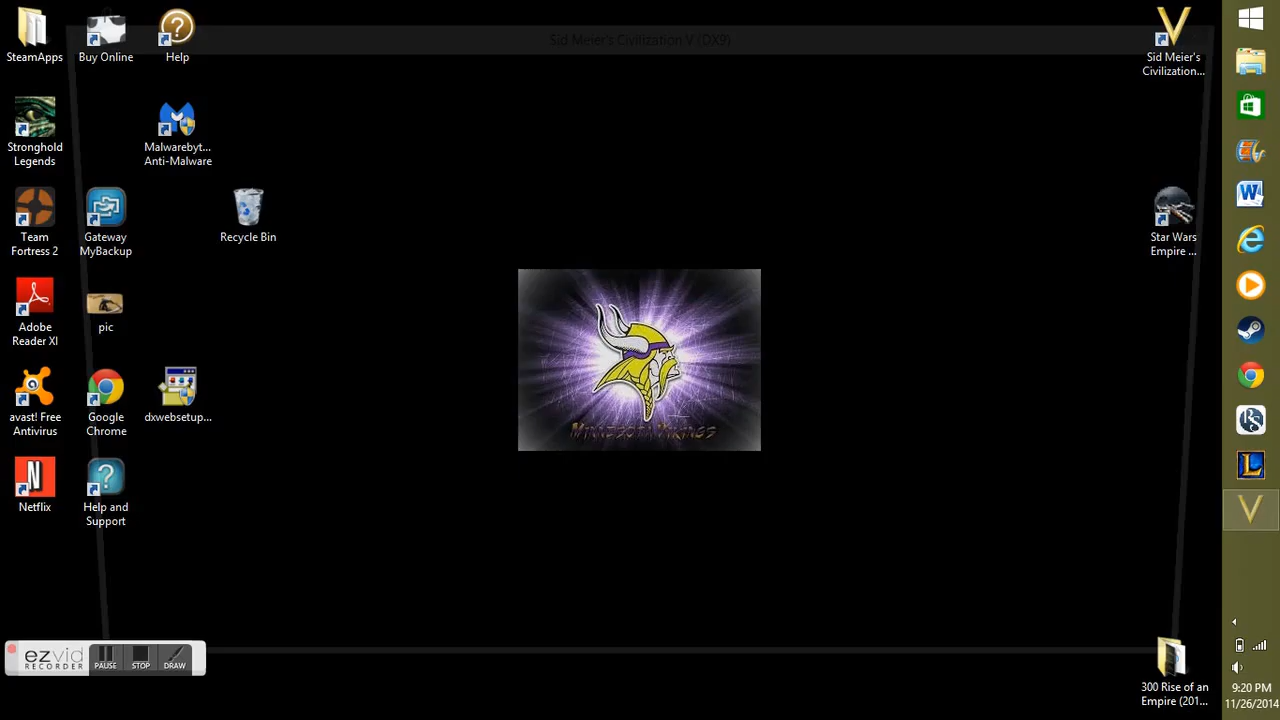 Sid Meier's Civilization V (DX9)
SteamApps
Buy Online
Help
Sid Meier's
Civilization...
Stronghold
Legends
Malwarebyt...
Anti-Malware
Team
Fortress 2
Gateway
MyBackup
Recycle Bin
Star Wars
Empire ...
Adobe
Reader XI
pic
MINNESOTA VIKINGS
avast! Free
Antivirus
Google
Chrome
dxwebsetup...
Netflix
Help and
Support
ezvid
RECORDER
PAUSE
STOP
DRAW
300 Rise of an
Empire (201...
9:20 PM
11/26/2014